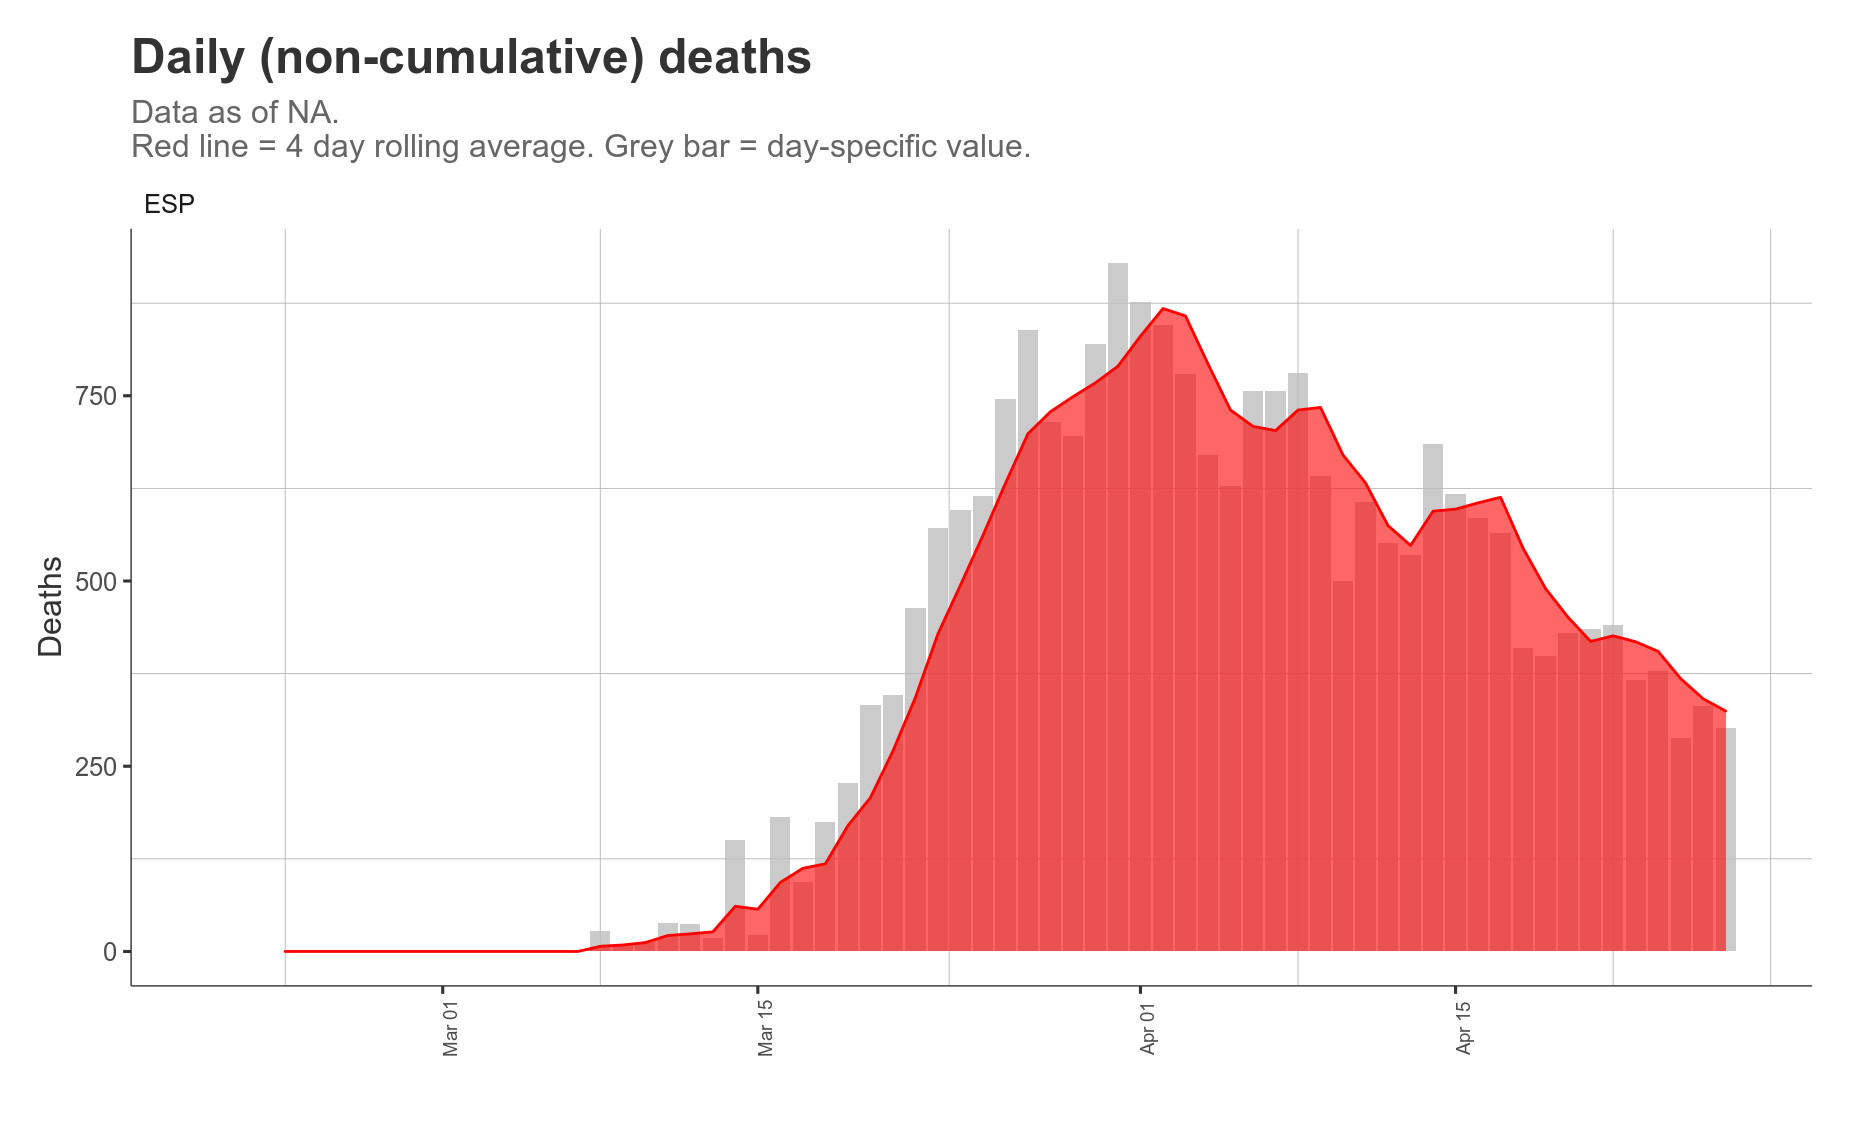 Daily (non-cumulative) deaths
Data as of NA.
Red line = 4 day rolling average. Grey bar = day-specific value.
ESP
Deaths
750
500
250
0
Mar 01
Mar 15
Apr 01
Apr 15